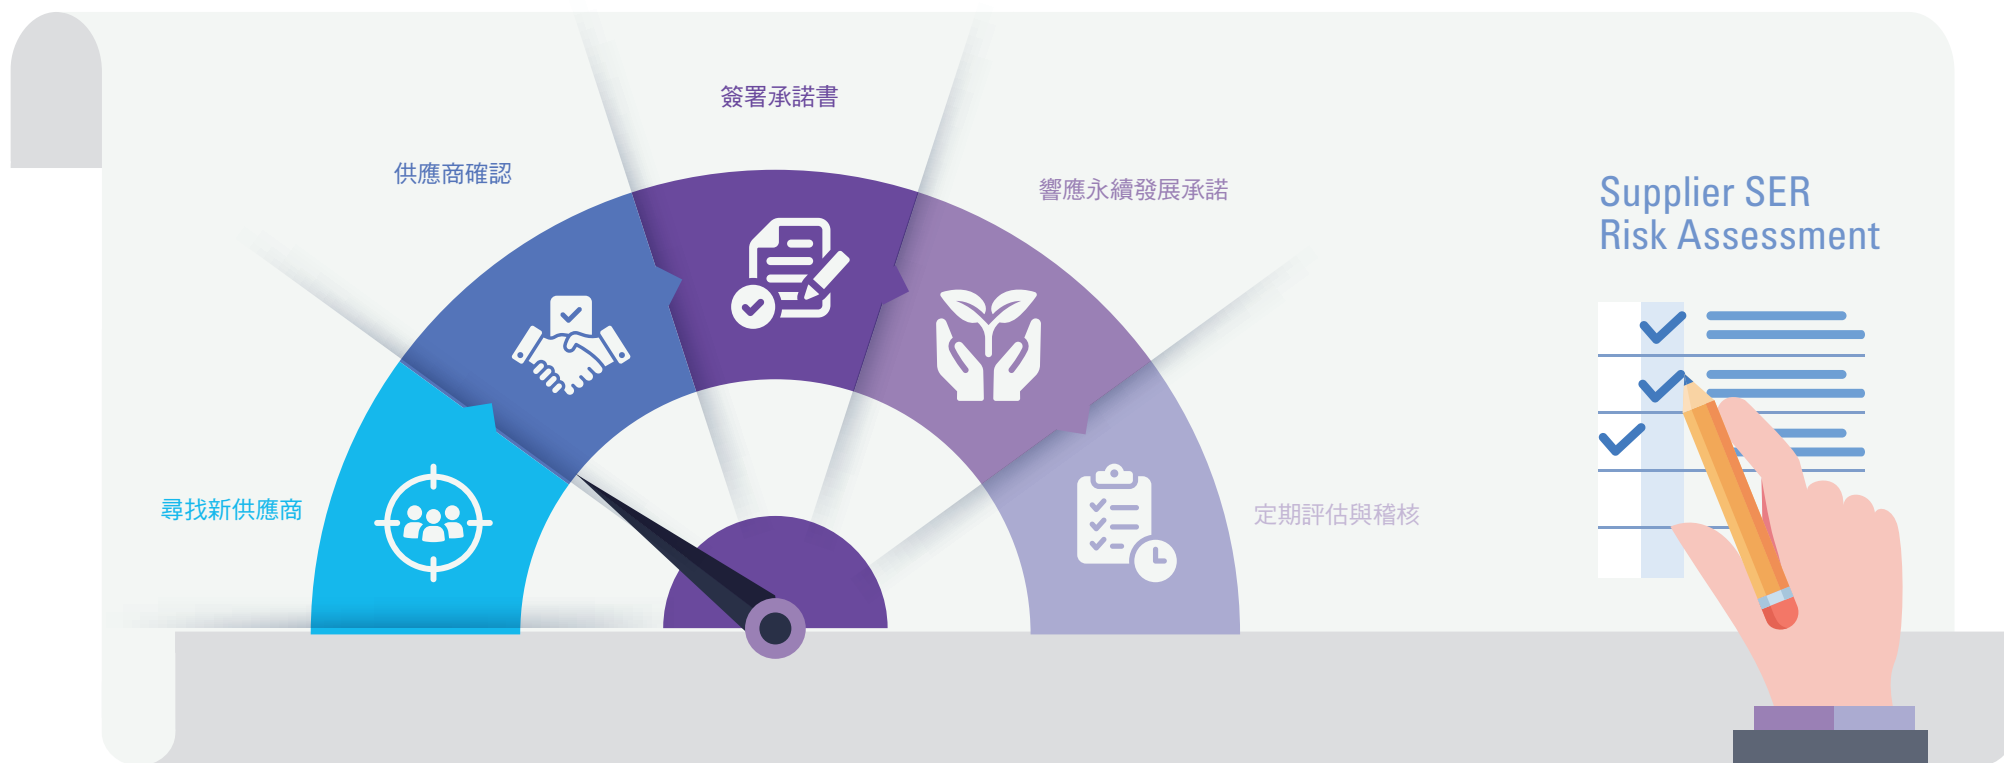 簽署承諾書
供應商確認
響應永續發展承諾
尋找新供應商
定期評估與稽核
Supplier SER
Risk Assessment